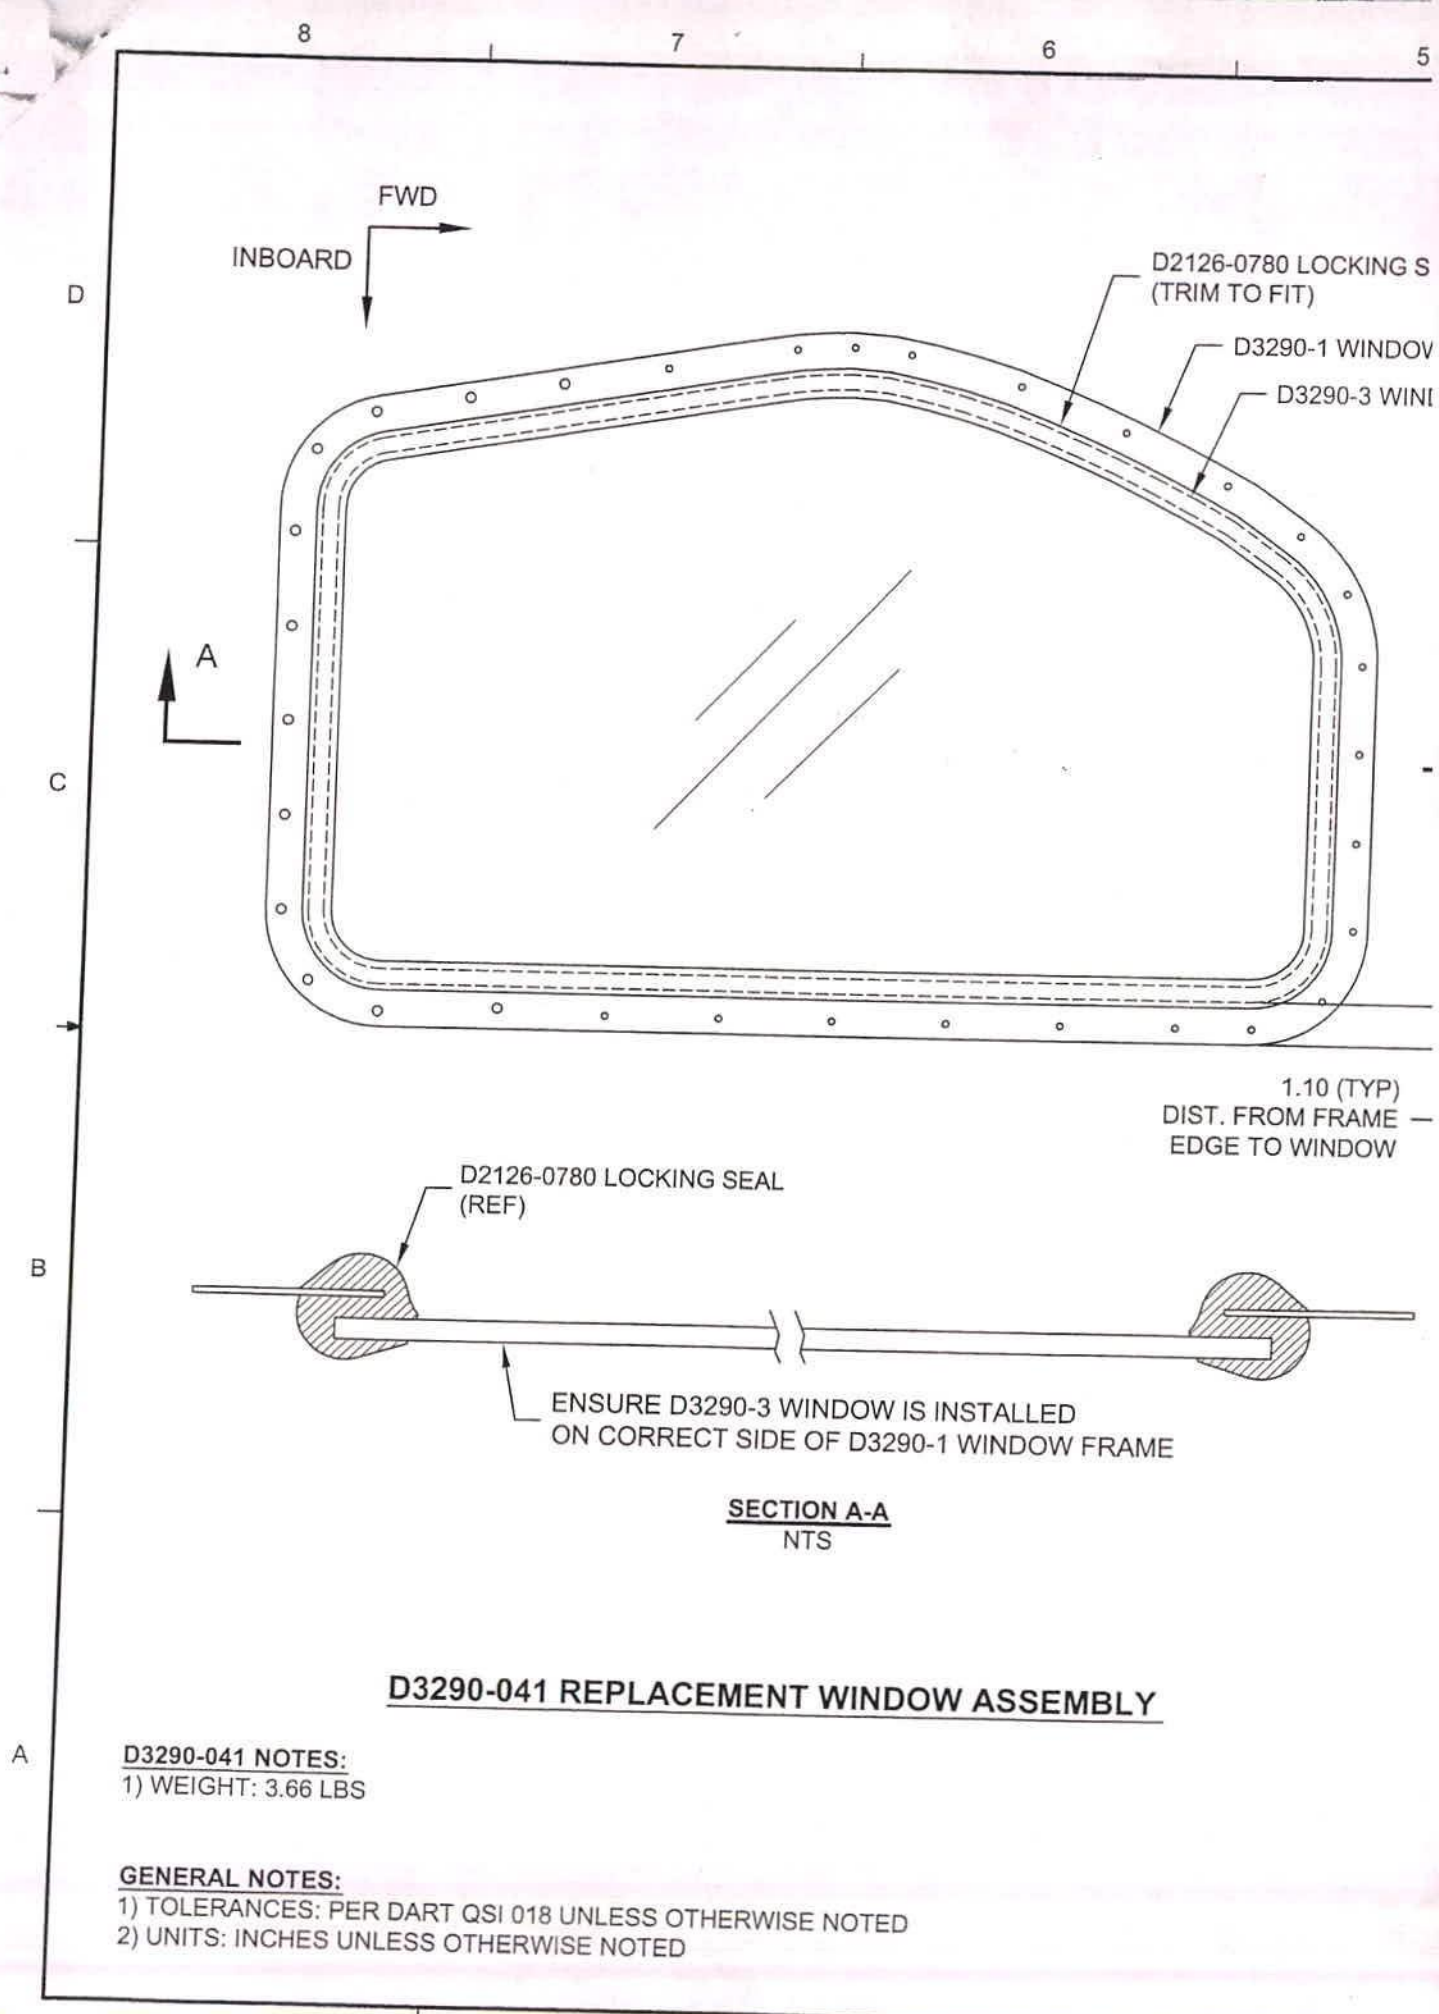 8 7 6 5
FWD
INBOARD
D2126-0780 LOCKING S
(TRIM TO FIT)
D
D3290-1 WINDOW
D3290-3 WIND
A
C
1.10 (TYP)
DIST. FROM FRAME
EDGE TO WINDOW
D2126-0780 LOCKING SEAL
(REF)
B
ENSURE D3290-3 WINDOW IS INSTALLED
ON CORRECT SIDE OF D3290-1 WINDOW FRAME
SECTION A-A
NTS
D3290-041 REPLACEMENT WINDOW ASSEMBLY
A
D3290-041 NOTES:
1) WEIGHT: 3.66 LBS
GENERAL NOTES:
1) TOLERANCES: PER DART QSI 018 UNLESS OTHERWISE NOTED
2) UNITS: INCHES UNLESS OTHERWISE NOTED